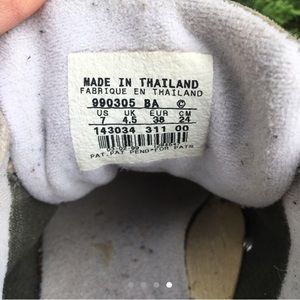 MADE IN THAILAND
FABRIQUE EN THAILAND
990305 BA ©
US UK EUR CM
7 4.5 38 24
143034 311 00
PAT. PAT PEND-FOR PATN